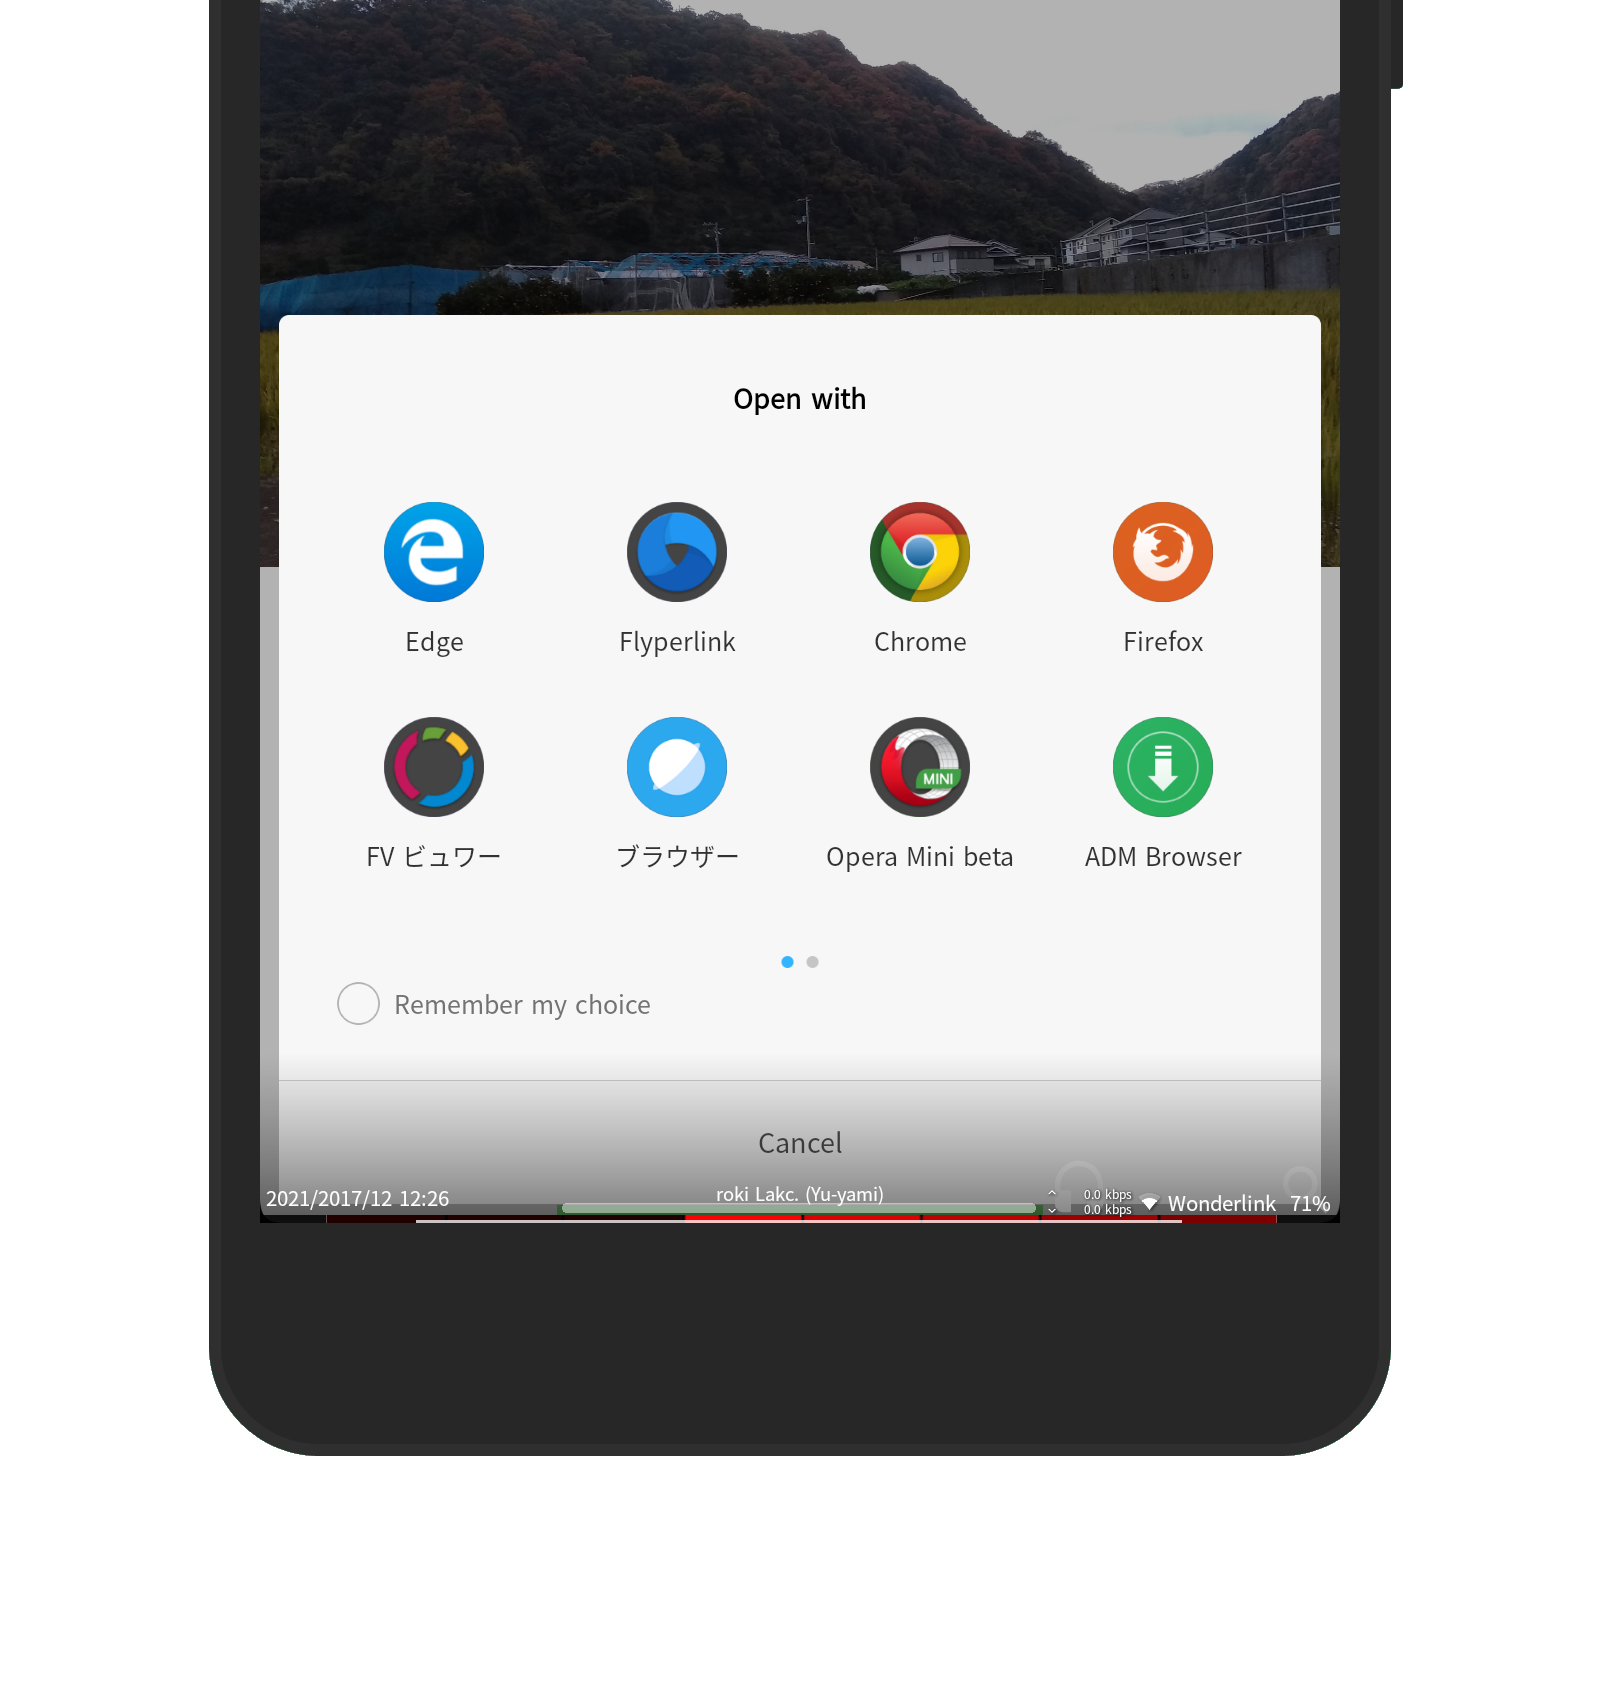 Open with
Edge
Flyperlink
Chrome
Firefox
FV ビュワー
ブラウザー
Opera Mini beta
MINI
ADM Browser
Remember my choice
Cancel
2021/2017/12 12:26
roki Lakc. (Yu-yami)
0.0 kbps
0.0 kbps
Wonderlink 71%